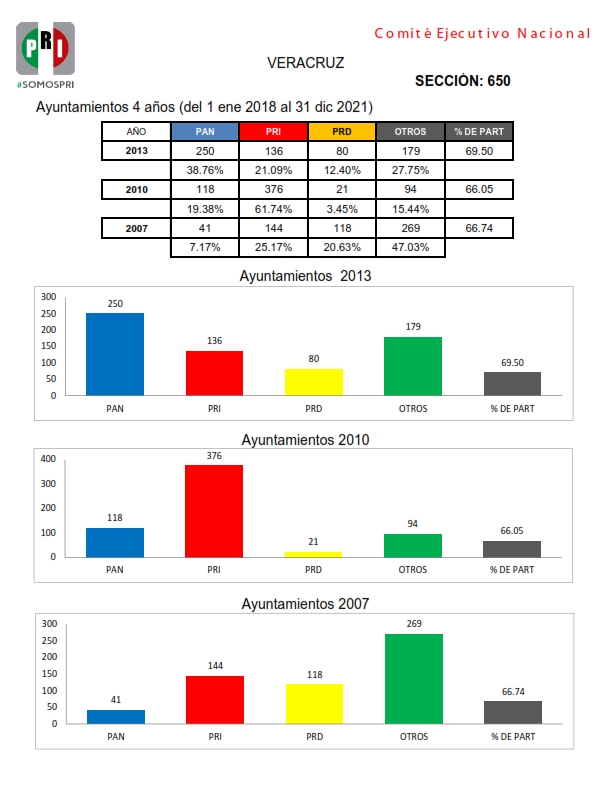 Comité Ejecutivo Nacional
PRI
#SOMOSPRI
VERACRUZ
SECCIÓN: 650
Ayuntamientos 4 años (del 1 ene 2018 al 31 dic 2021)
AÑO PAN PRI PRD OTROS % DE PART
2013 250 136 80 179 69.50
38.76% 21.09% 12.40% 27.75%
2010 118 376 21 94 66.05
19.38% 61.74% 3.45% 15.44%
2007 41 144 118 269 66.74
7.17% 25.17% 20.63% 47.03%
Ayuntamientos 2013
300
250
200
150
100
50
0
250 136 80 179 69.50
PAN PRI PRD OTROS % DE PART
Ayuntamientos 2010
400
300
200
100
0
118 376 21 94 66.05
PAN PRI PRD OTROS % DE PART
Ayuntamientos 2007
300
250
200
150
100
50
0
41 144 118 269 66.74
PAN PRI PRD OTROS % DE PART